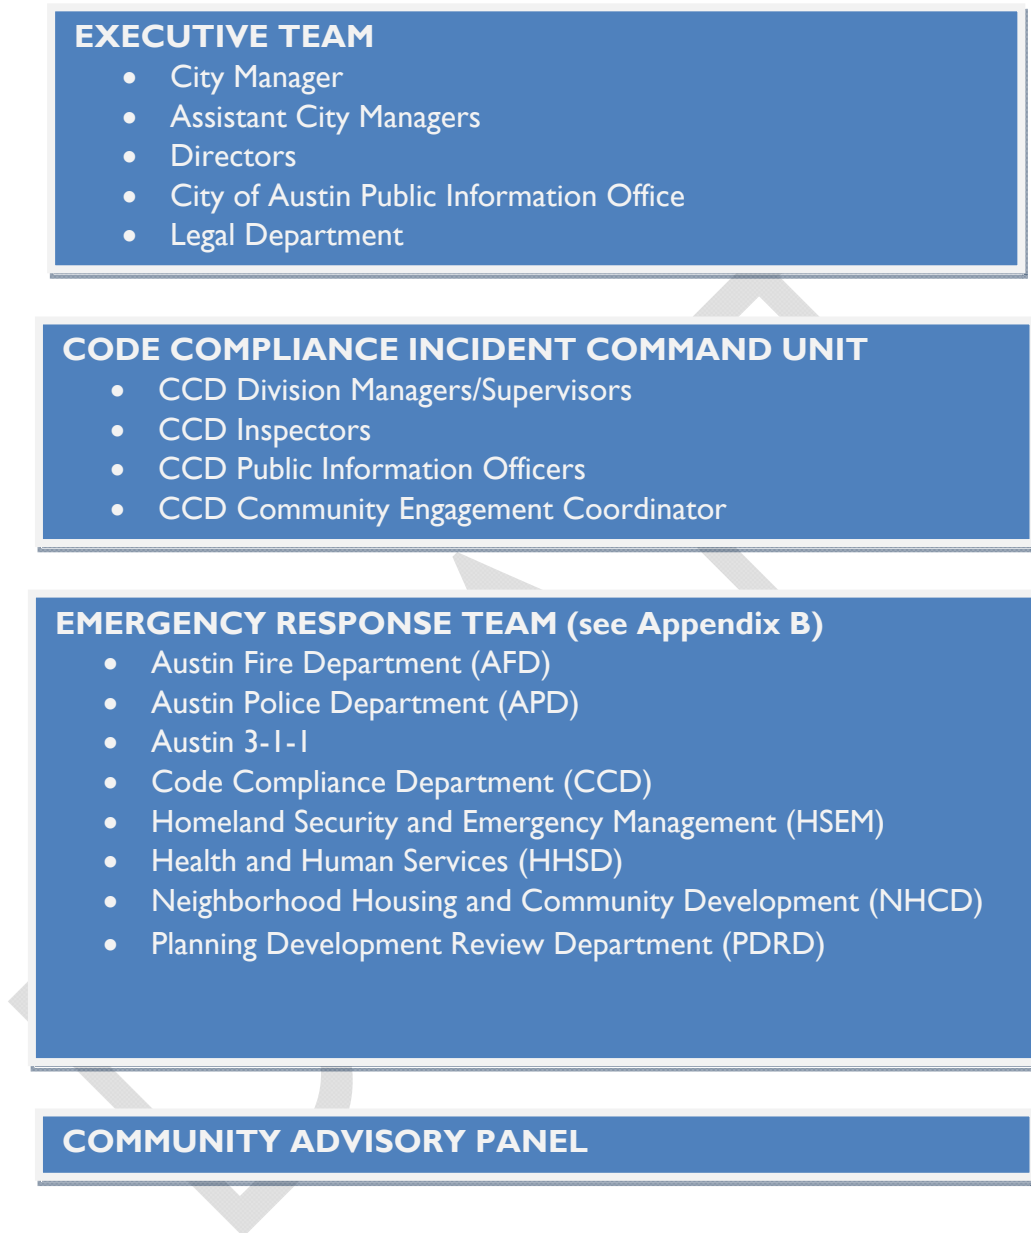 EXECUTIVE TEAM
• City Manager
• Assistant City Managers
• Directors
• City of Austin Public Information Office
• Legal Department
CODE COMPLIANCE INCIDENT COMMAND UNIT
• CCD Division Managers/Supervisors
• CCD Inspectors
• CCD Public Information Officers
• CCD Community Engagement Coordinator
EMERGENCY RESPONSE TEAM (see Appendix B)
• Austin Fire Department (AFD)
• Austin Police Department (APD)
• Austin 3-1-1
• Code Compliance Department (CCD)
• Homeland Security and Emergency Management (HSEM)
• Health and Human Services (HHSD)
• Neighborhood Housing and Community Development (NHCD)
• Planning Development Review Department (PDRD)
COMMUNITY ADVISORY PANEL